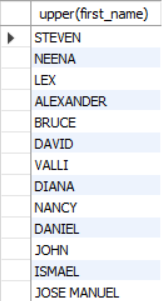 upper(first_name)
STEVEN
NEENA
LEX
ALEXANDER
BRUCE
DAVID
VALLI
DIANA
NANCY
DANIEL
JOHN
ISMAEL
JOSE MANUEL